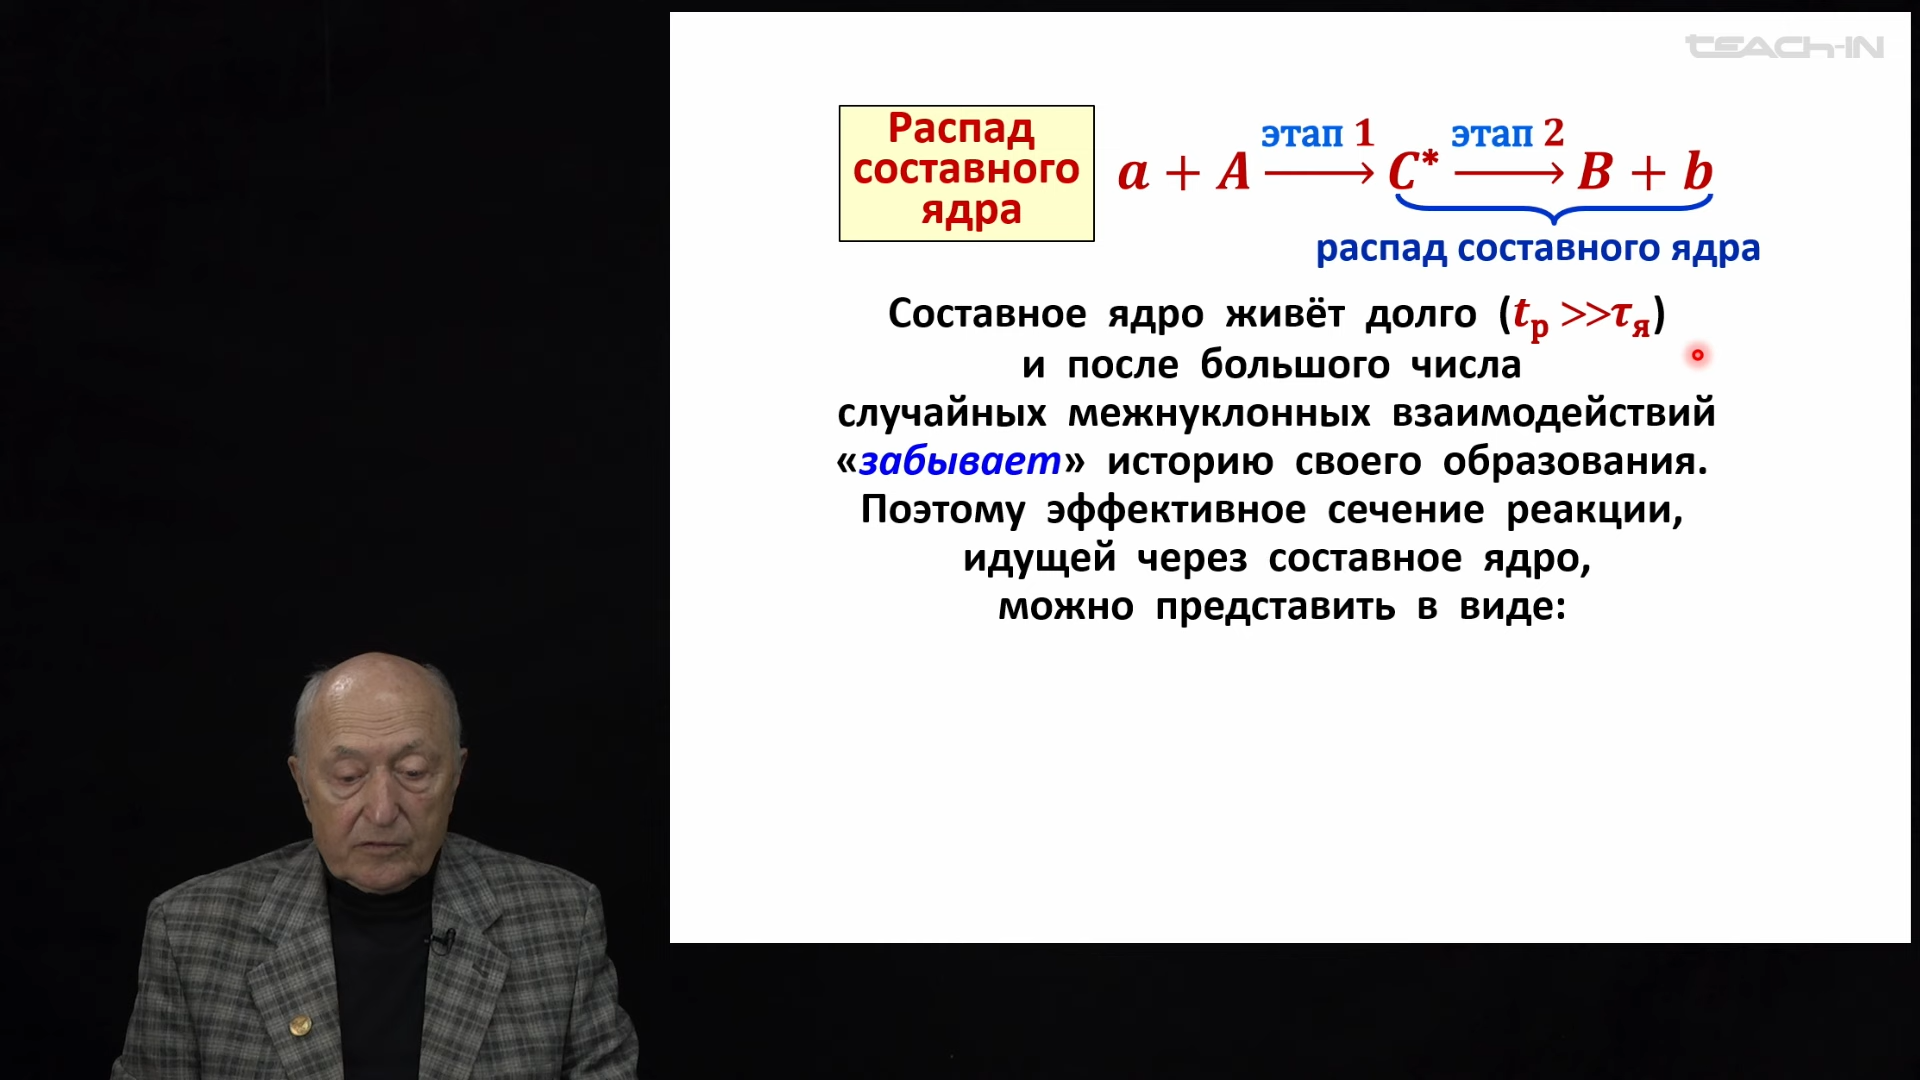 teach-in
Распад
составного
ядра
этап 1 этап 2
a + A ⟶ C* ⟶ B + b
распад составного ядра
Составное ядро живёт долго (tр >>τя)
и после большого числа
случайных межнуклонных взаимодействий
«забывает» историю своего образования.
Поэтому эффективное сечение реакции,
идущей через составное ядро,
можно представить в виде: